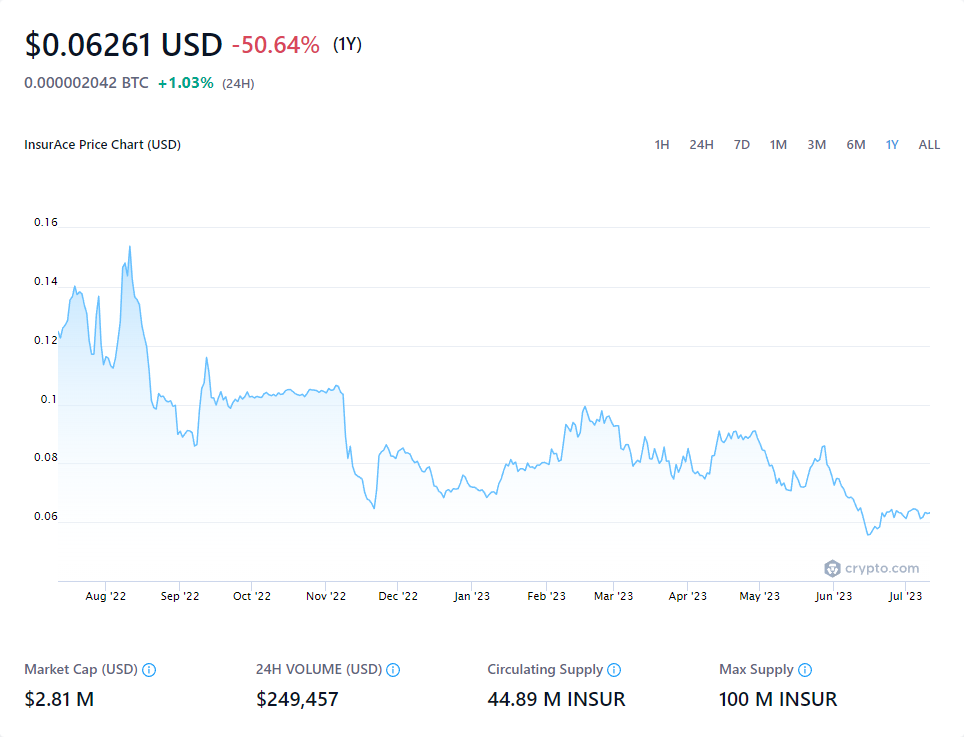 $0.06261 USD -50.64% (1Y)
0.000002042 BTC +1.03% (24H)
InsurAce Price Chart (USD) 1H 24H 7D 1M 3M 6M 1Y ALL
0.16
0.14
0.12
0.1
0.08
0.06
crypto.com
Aug '22 Sep '22 Oct '22 Nov '22 Dec '22 Jan '23 Feb '23 Mar '23 Apr '23 May '23 Jun '23 Jul '23
Market Cap (USD) 24H VOLUME (USD) Circulating Supply Max Supply
$2.81 M $249,457 44.89 M INSUR 100 M INSUR